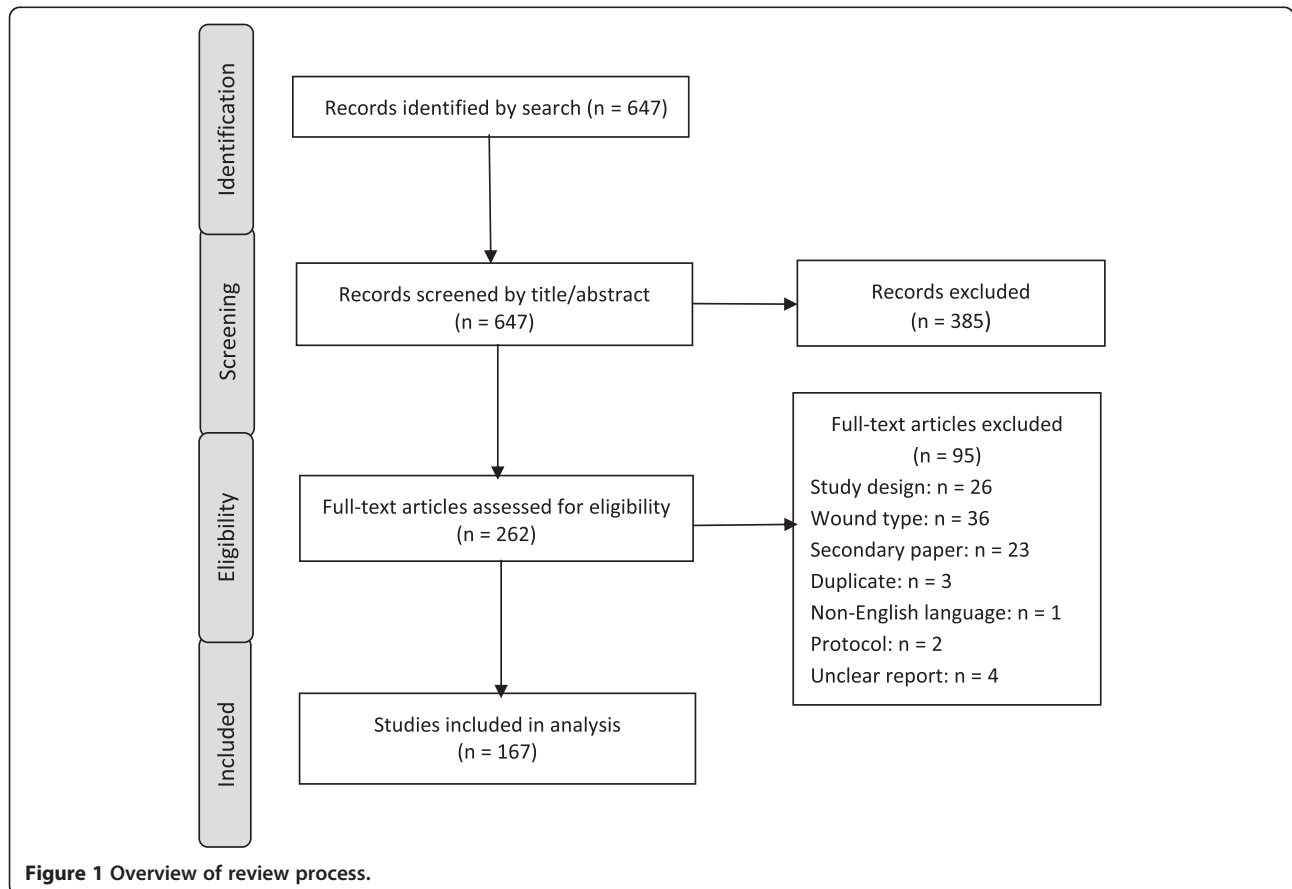 Identification
Records identified by search (n = 647)
Screening
Records screened by title/abstract
(n = 647)
Records excluded
(n = 385)
Eligibility
Full-text articles assessed for eligibility
(n = 262)
Full-text articles excluded
(n = 95)
Study design: n = 26
Wound type: n = 36
Secondary paper: n = 23
Duplicate: n = 3
Non-English language: n = 1
Protocol: n = 2
Unclear report: n = 4
Included
Studies included in analysis
(n = 167)
Figure 1 Overview of review process.